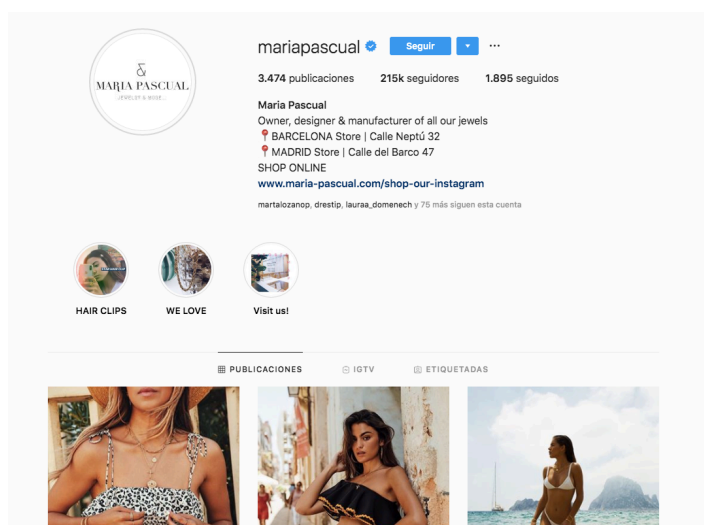 mariapascual
Seguir
3.474 publicaciones 215k seguidores 1.895 seguidos
&
MARIA PASCUAL
JEWELRY & MORE
Maria Pascual
Owner, designer & manufacturer of all our jewels
📍BARCELONA Store | Calle Neptú 32
📍MADRID Store | Calle del Barco 47
SHOP ONLINE
www.maria-pascual.com/shop-our-instagram
martalozanop, drestip, lauraa_domenech y 75 más siguen esta cuenta
HAIR CLIPS WE LOVE Visit us!
PUBLICACIONES IGTV ETIQUETADAS